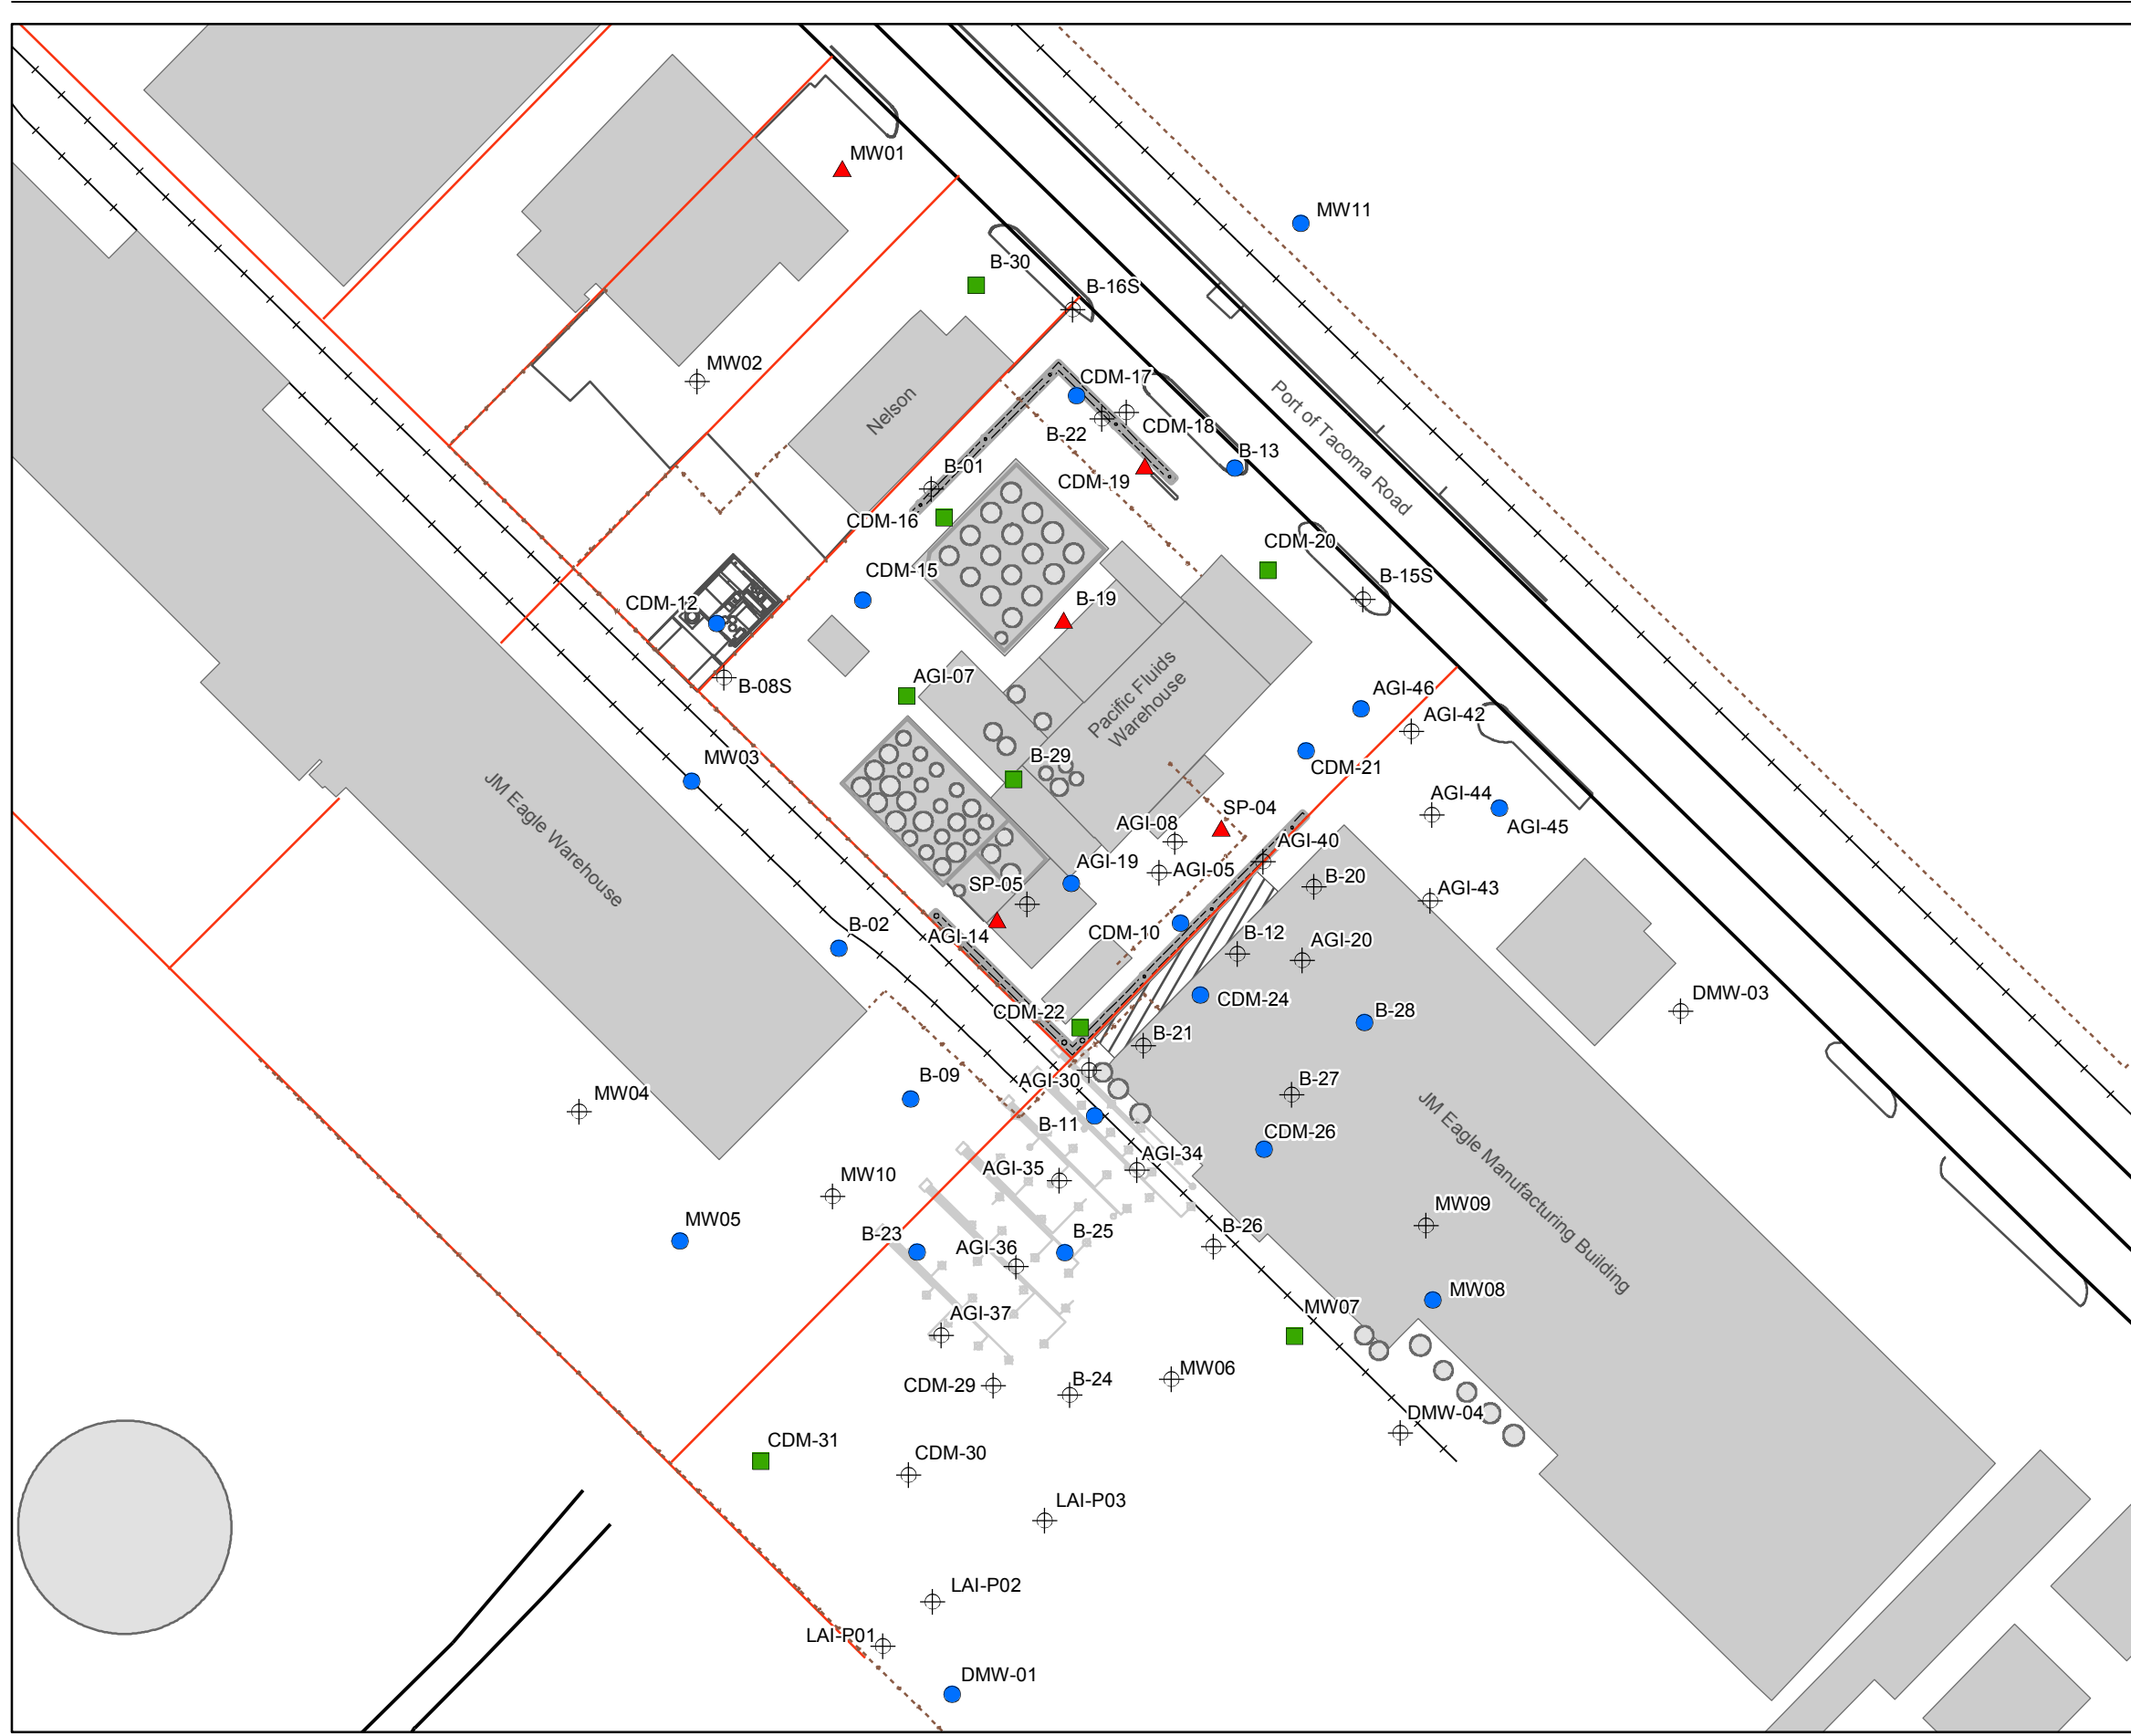 MW01
MW11
B-30
B-16S
MW02
CDM-17
Nelson
Port of Tacoma Road
CDM-18
B-22
B-13
B-01
CDM-19
CDM-16
CDM-20
CDM-15
B-15S
CDM-12
B-19
AGI-07
B-08S
Pacific Fluids
Warehouse
AGI-46
AGI-42
MW03
B-29
CDM-21
JM Eagle Warehouse
SP-04
AGI-44
AGI-08
AGI-45
AGI-40
AGI-19
AGI-05
SP-05
B-20
AGI-43
B-02
AGI-14
CDM-10
B-12
AGI-20
CDM-24
DMW-03
CDM-22
B-28
B-21
B-09
AGI-30
B-27
MW04
B-11
CDM-26
JM Eagle Manufacturing Building
AGI-34
AGI-35
MW10
MW05
MW09
B-23
AGI-36
B-25
B-26
MW08
AGI-37
MW07
CDM-29
B-24
MW06
DMW-04
CDM-31
CDM-30
LAI-P03
LAI-P02
LAI-P01
DMW-01